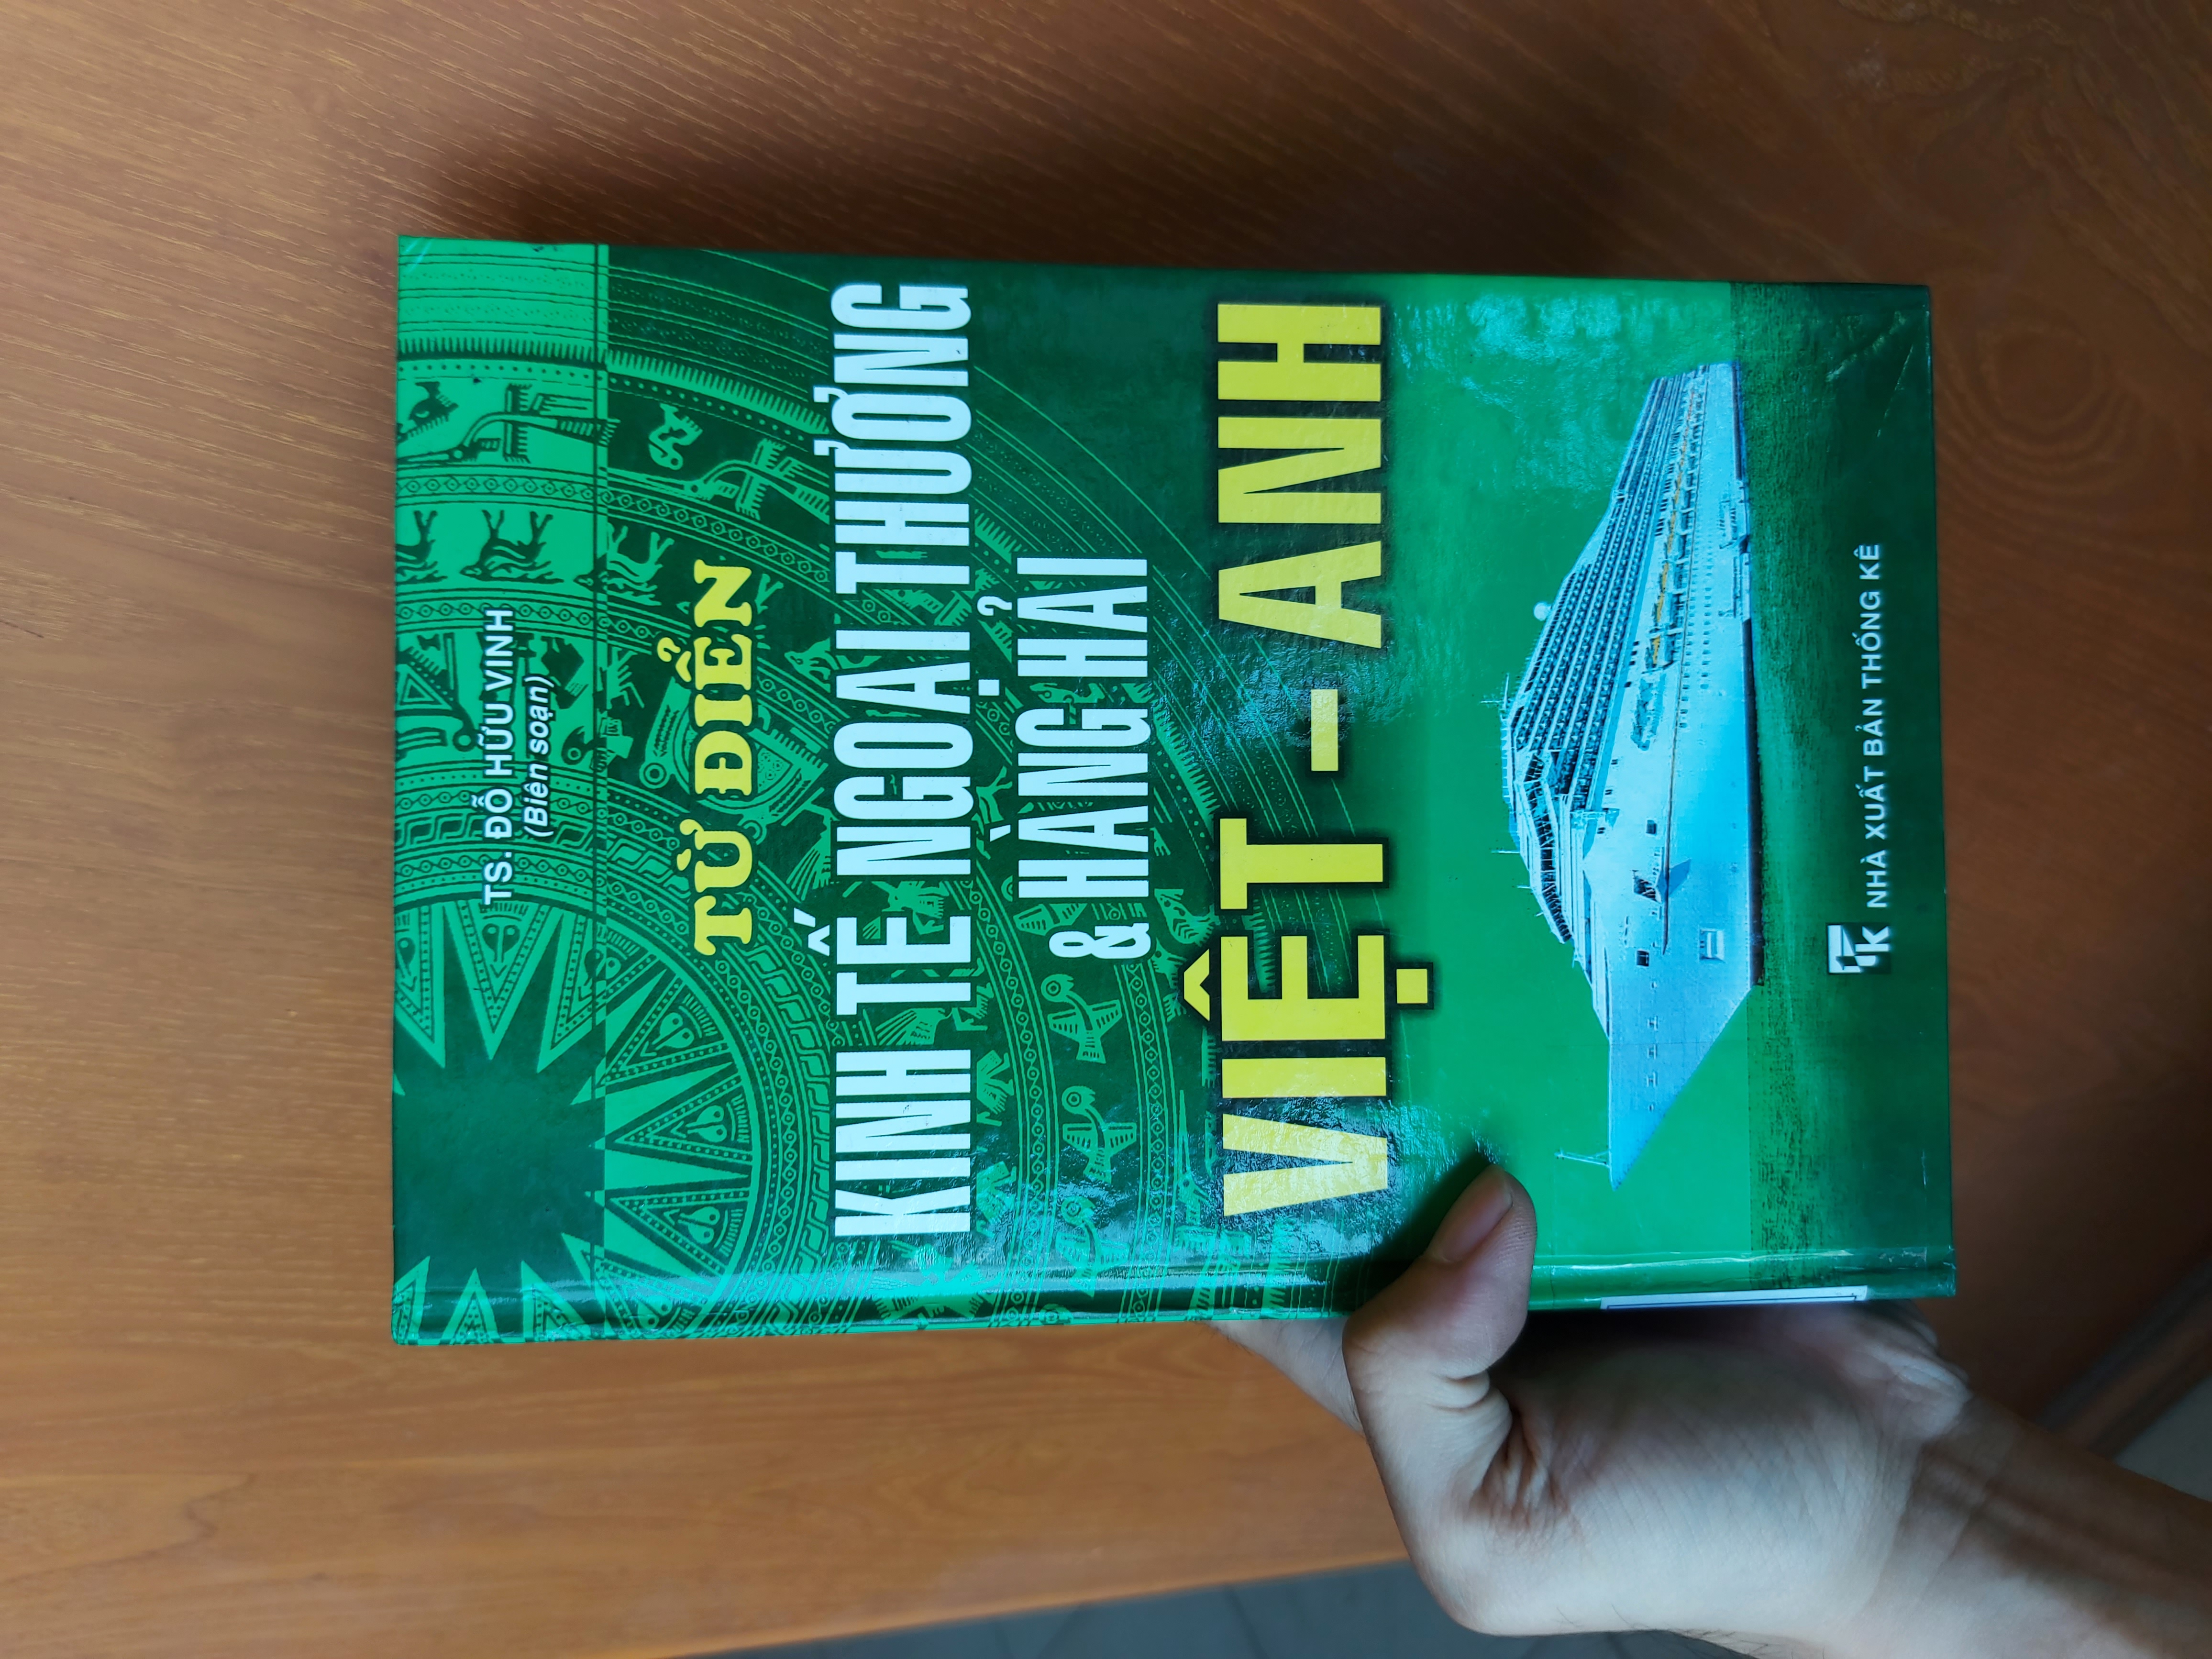 TS. ĐỖ HỮU VINH
(Biên soạn)
TỪ ĐIỂN
KINH TẾ NGOẠI THƯƠNG
& HÀNG HẢI
VIỆT – ANH
TK NHÀ XUẤT BẢN THỐNG KÊ